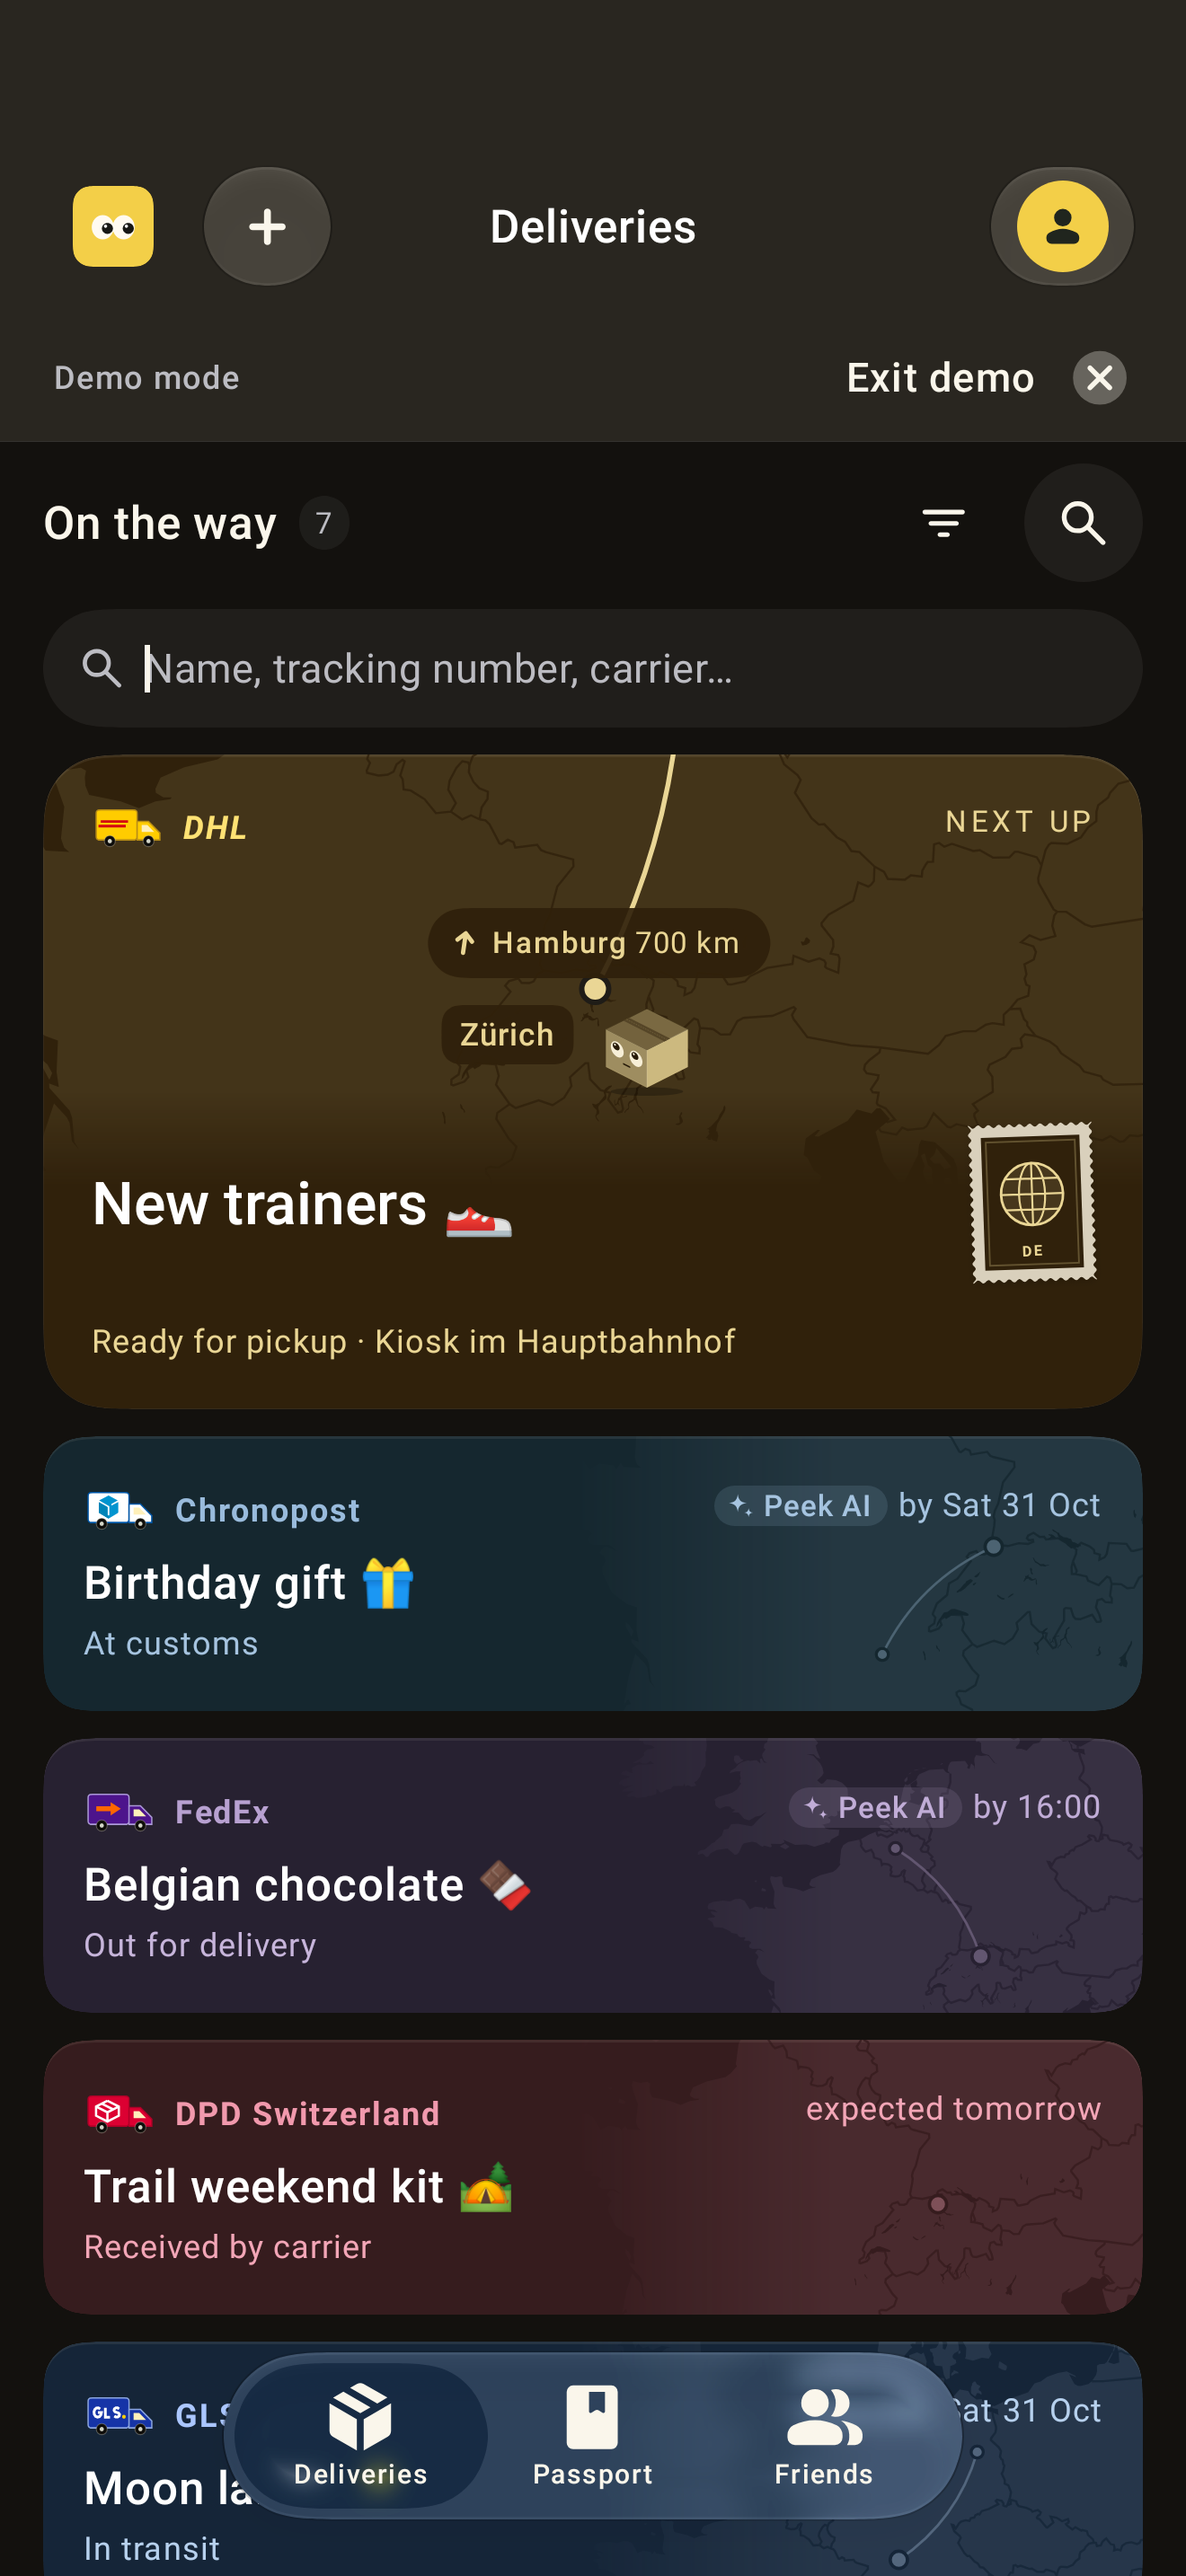 Deliveries
Demo mode
Exit demo
On the way 7
Name, tracking number, carrier…
DHL
NEXT UP
Hamburg 700 km
Zürich
New trainers
DE
Ready for pickup · Kiosk im Hauptbahnhof
Chronopost
Peek AI by Sat 31 Oct
Birthday gift
At customs
FedEx
Peek AI by 16:00
Belgian chocolate
Out for delivery
DPD Switzerland
expected tomorrow
Trail weekend kit
Received by carrier
GLS.
GLS
Sat 31 Oct
Moon
In transit
Deliveries
Passport
Friends